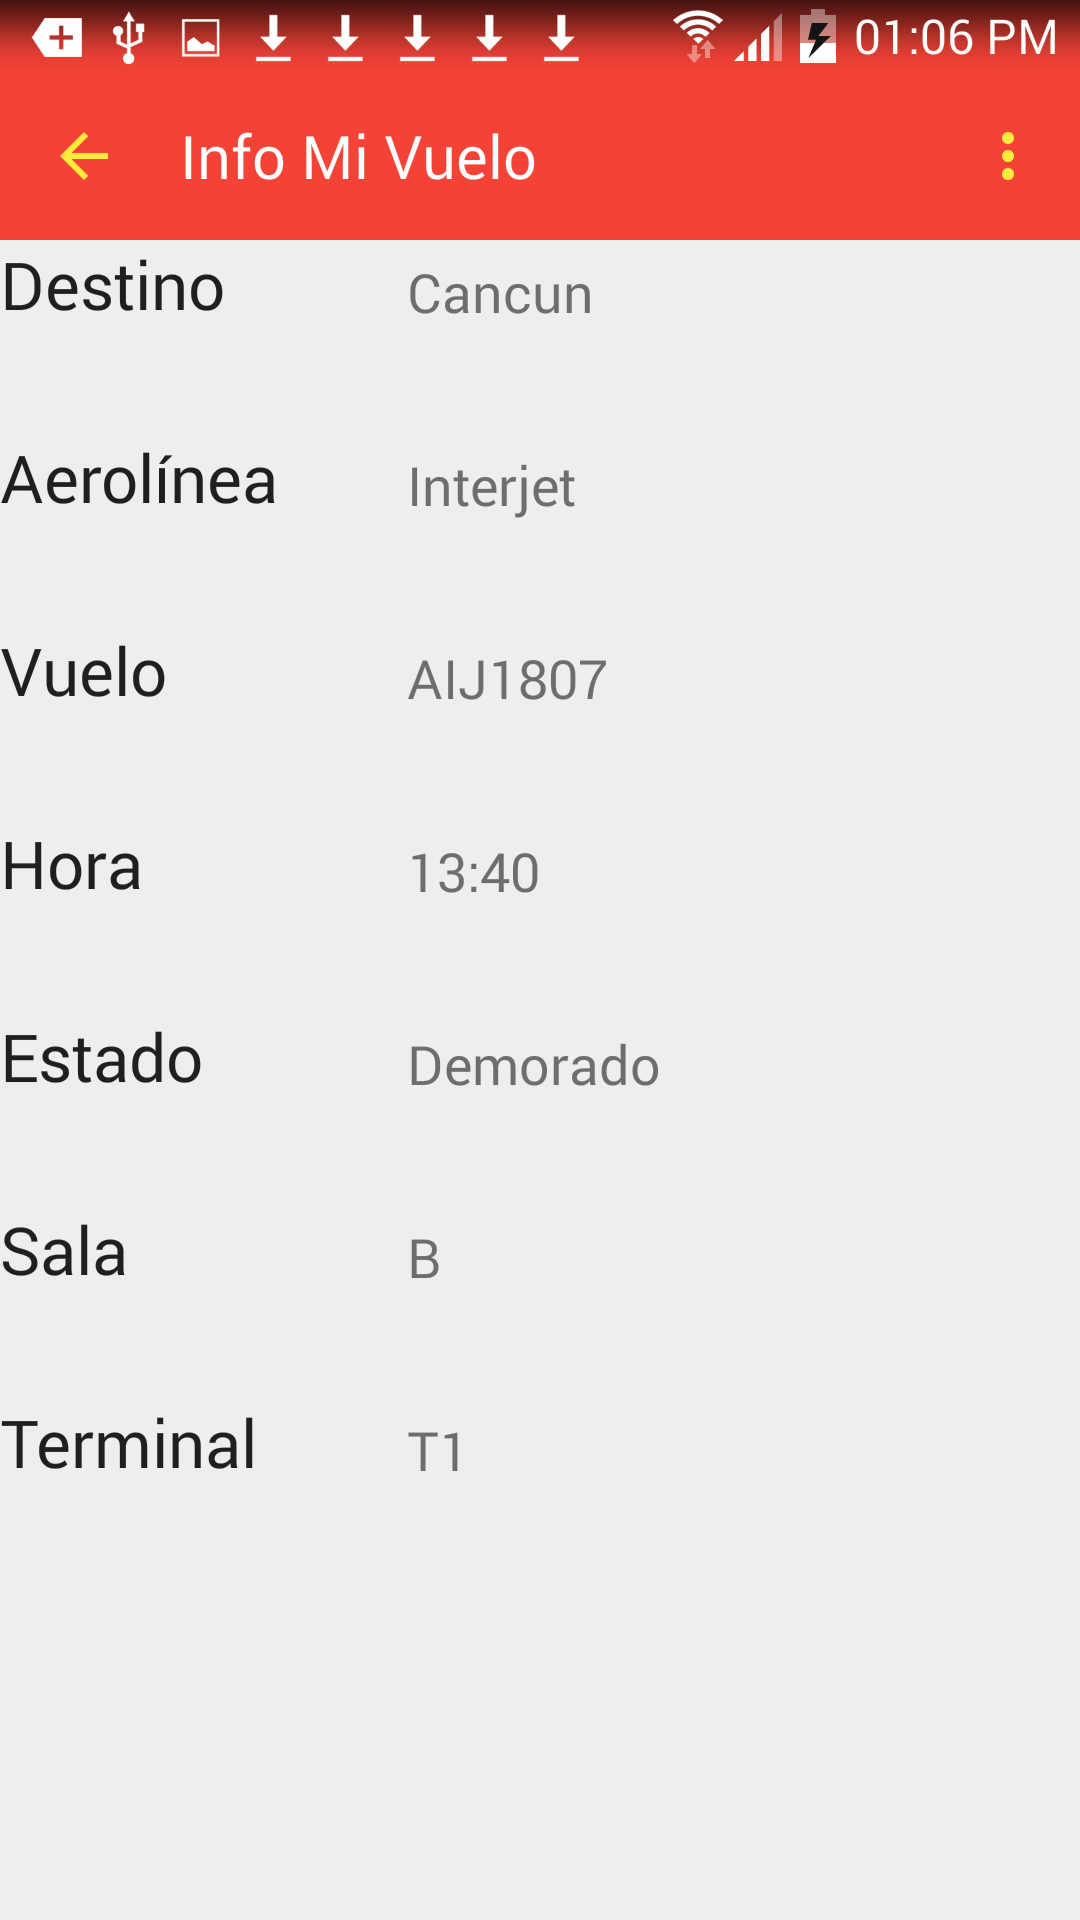 01:06 PM
Info Mi Vuelo
Destino Cancun
Aerolínea Interjet
Vuelo AIJ1807
Hora 13:40
Estado Demorado
Sala B
Terminal T1